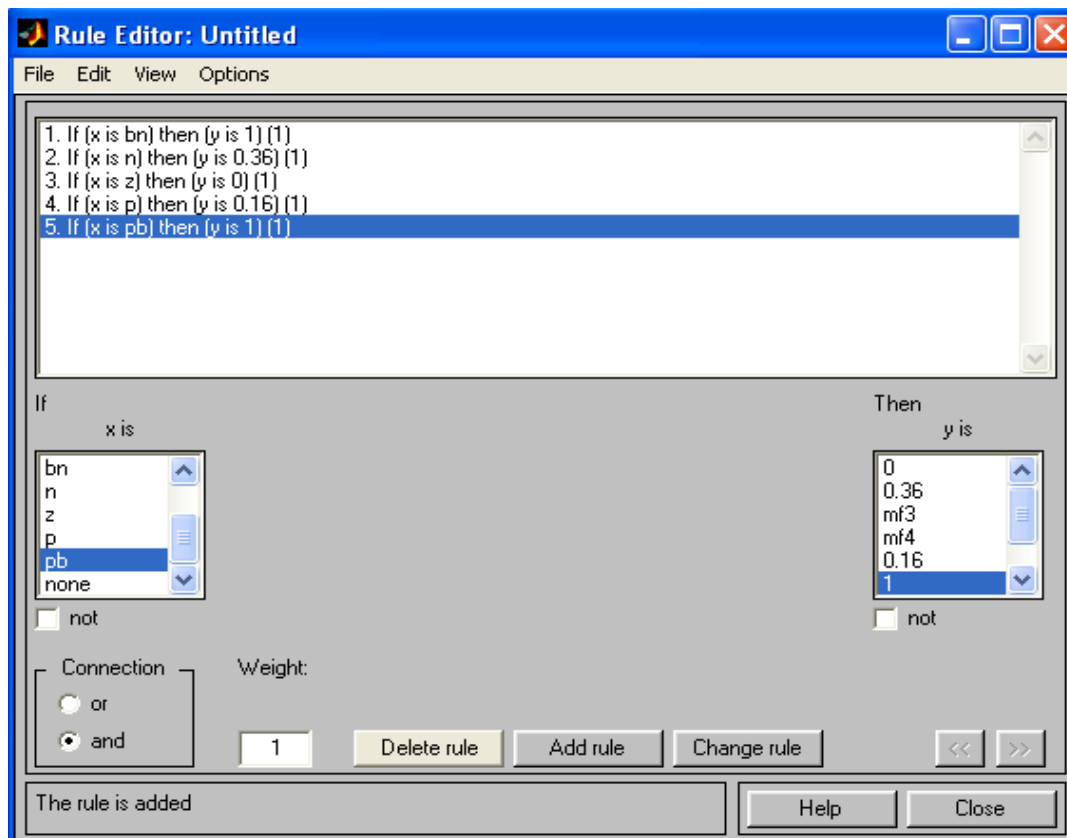 Rule Editor: Untitled
File Edit View Options
1. If (x is bn) then (y is 1) (1)
2. If (x is n) then (y is 0.36) (1)
3. If (x is z) then (y is 0) (1)
4. If (x is p) then (y is 0.16) (1)
5. If (x is pb) then (y is 1) (1)
If
x is
bn
n
z
p
pb
none
not
Then
y is
0
0.36
mf3
mf4
0.16
1
not
Connection
or
and
Weight:
1
Delete rule
Add rule
Change rule
<<
>>
The rule is added
Help
Close